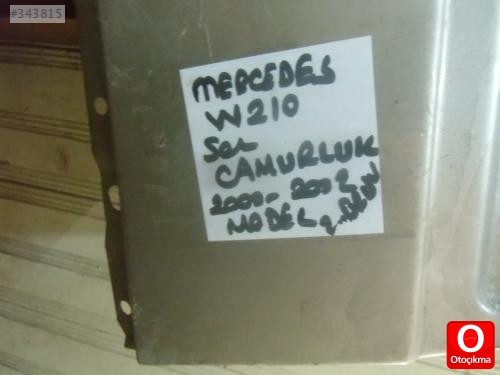 #343815
MERCEDES
W210
SOL
ÇAMURLUK
2000-2002
MODEL
O
Otoçıkma